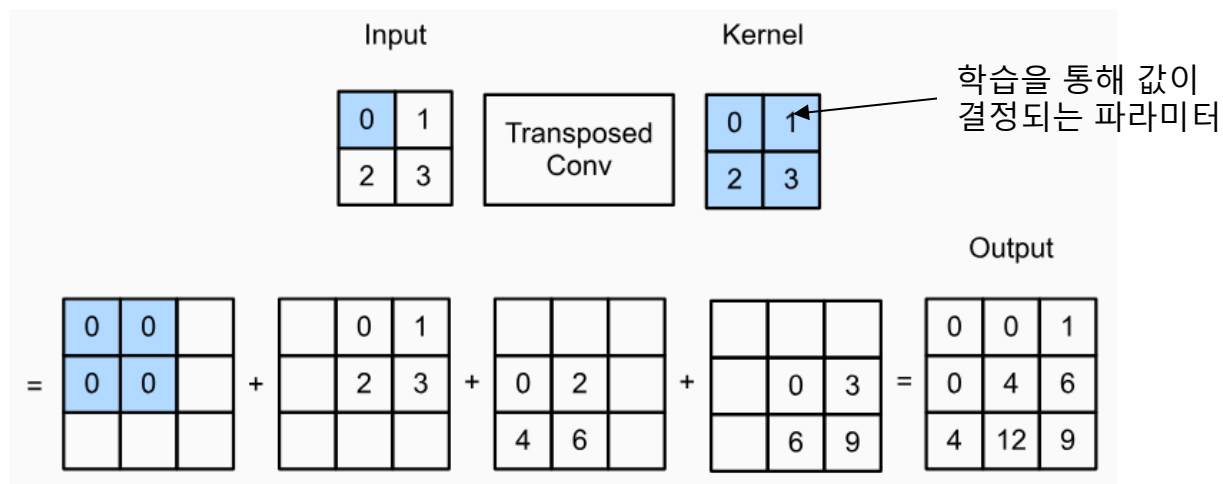 Input
Kernel
학습을 통해 값이
결정되는 파라미터
0 1
2 3
Transposed
Conv
0 1
2 3
Output
0 0 0 1 0 0 1
= 0 0 + 2 3 + 0 2 + 0 3 = 0 4 6
4 6 6 9 4 12 9